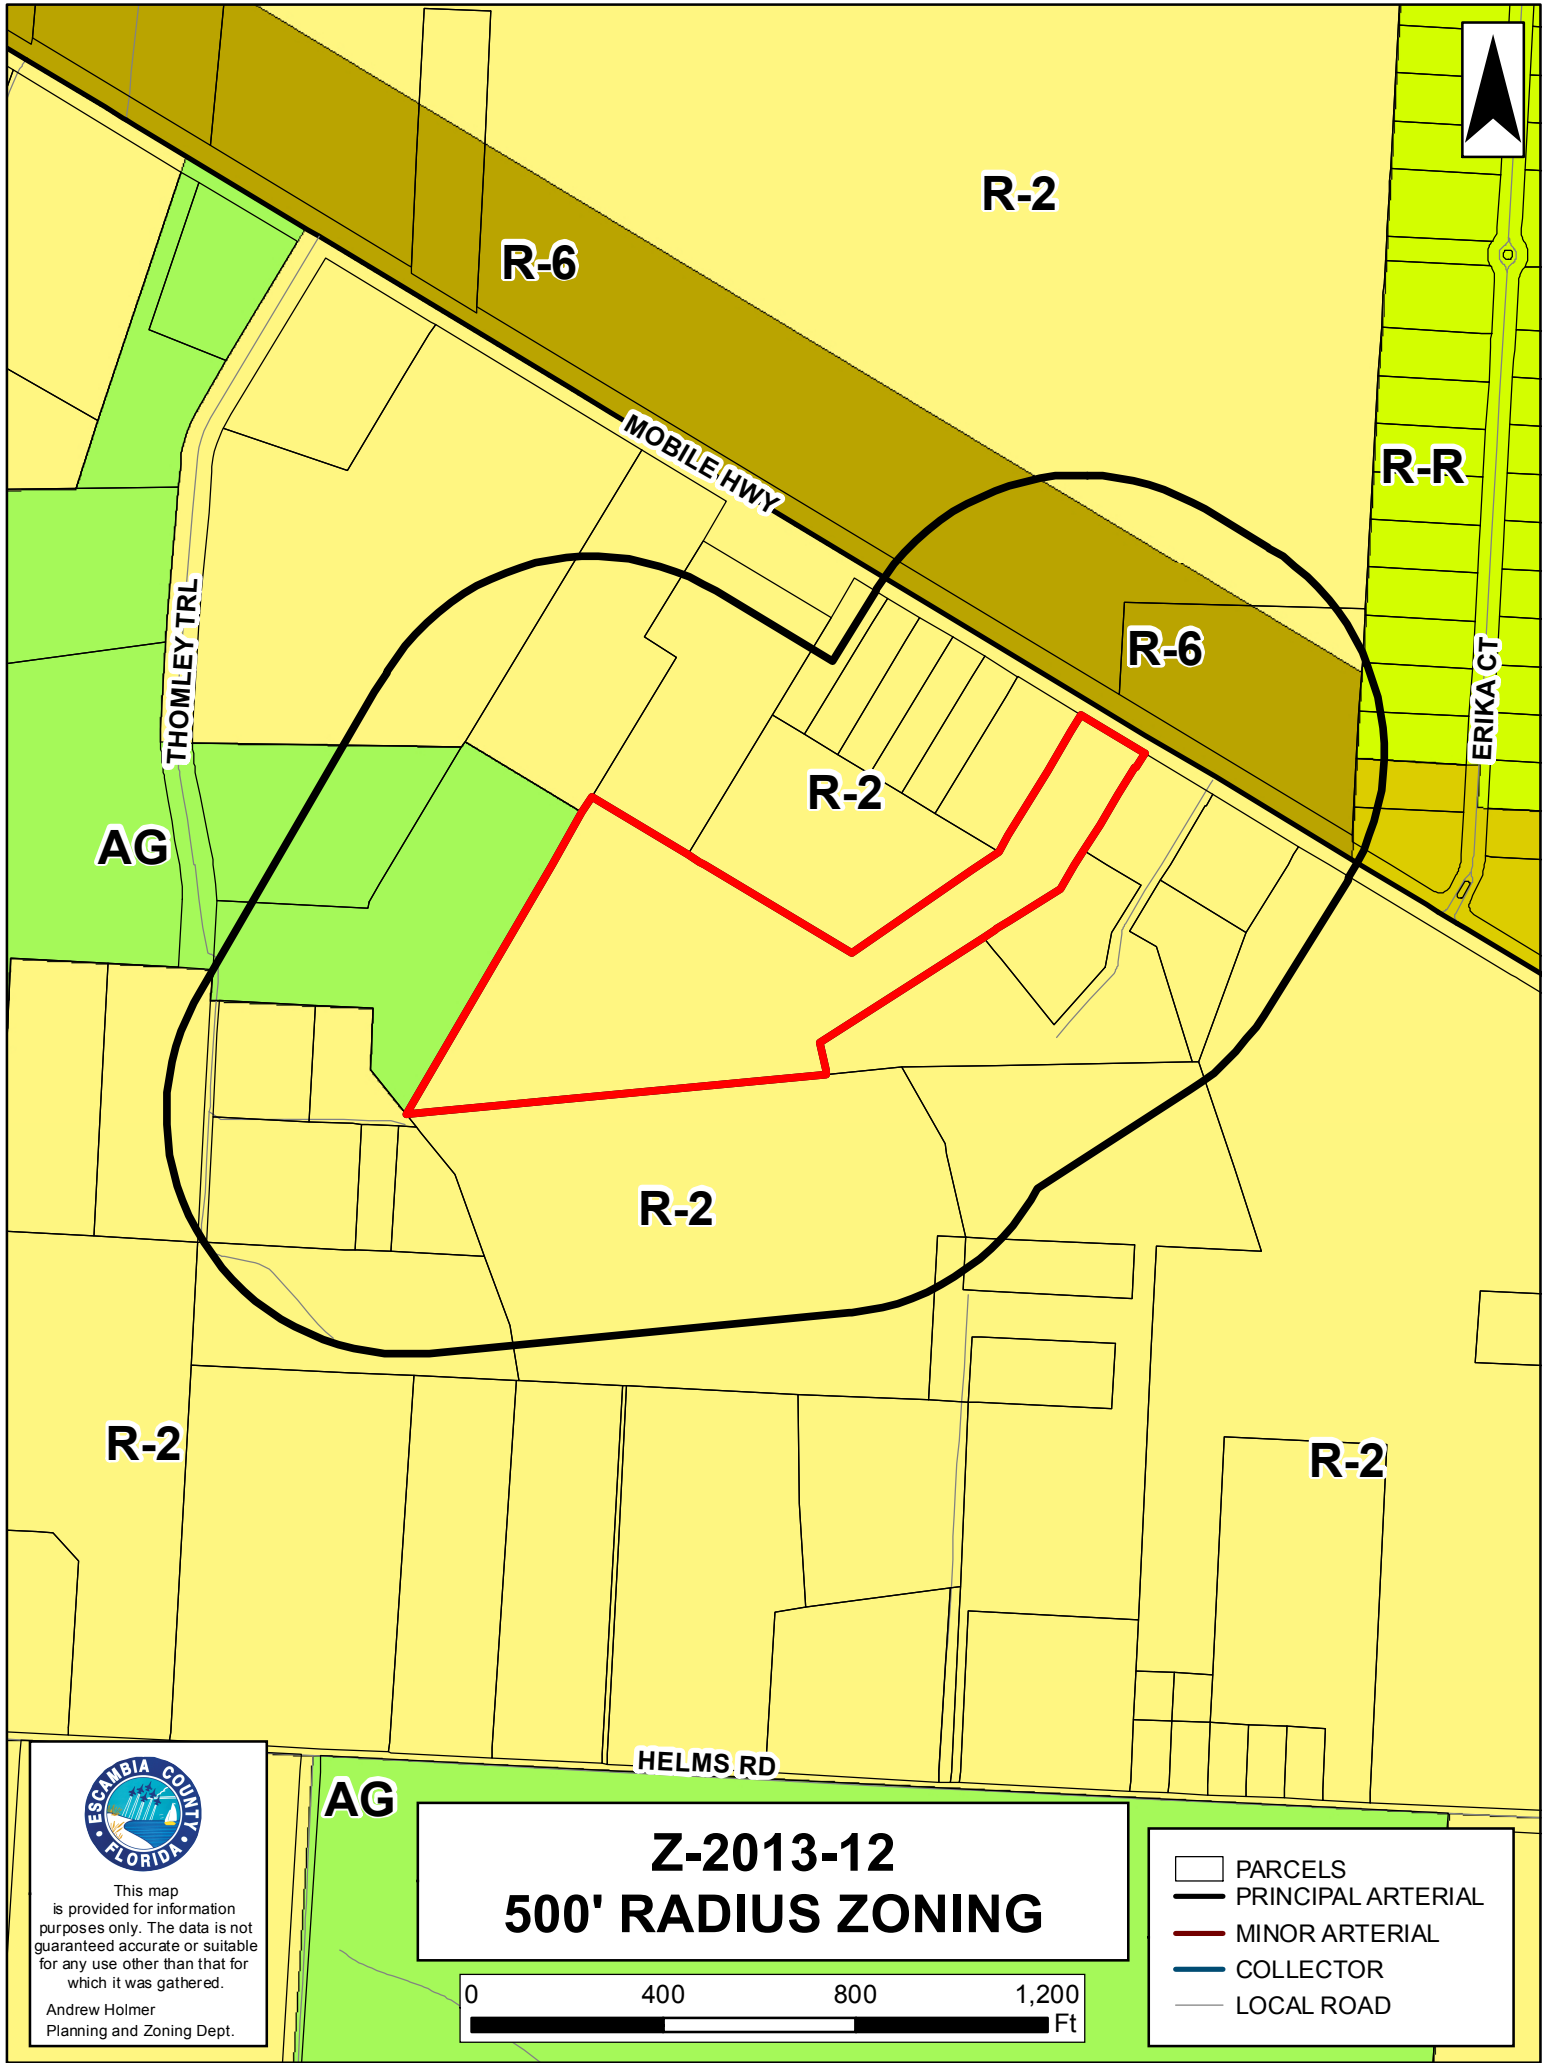 R-2
R-6
MOBILE HWY
R-R
THOMLEY TRL
R-6
ERIKA CT
R-2
AG
R-2
R-2
R-2
HELMS RD
AG
ESCAMBIA COUNTY
FLORIDA
This map
is provided for information
purposes only. The data is not
guaranteed accurate or suitable
for any use other than that for
which it was gathered.
Andrew Holmer
Planning and Zoning Dept.
Z-2013-12
500' RADIUS ZONING
0 400 800 1,200
Ft
PARCELS
PRINCIPAL ARTERIAL
MINOR ARTERIAL
COLLECTOR
LOCAL ROAD